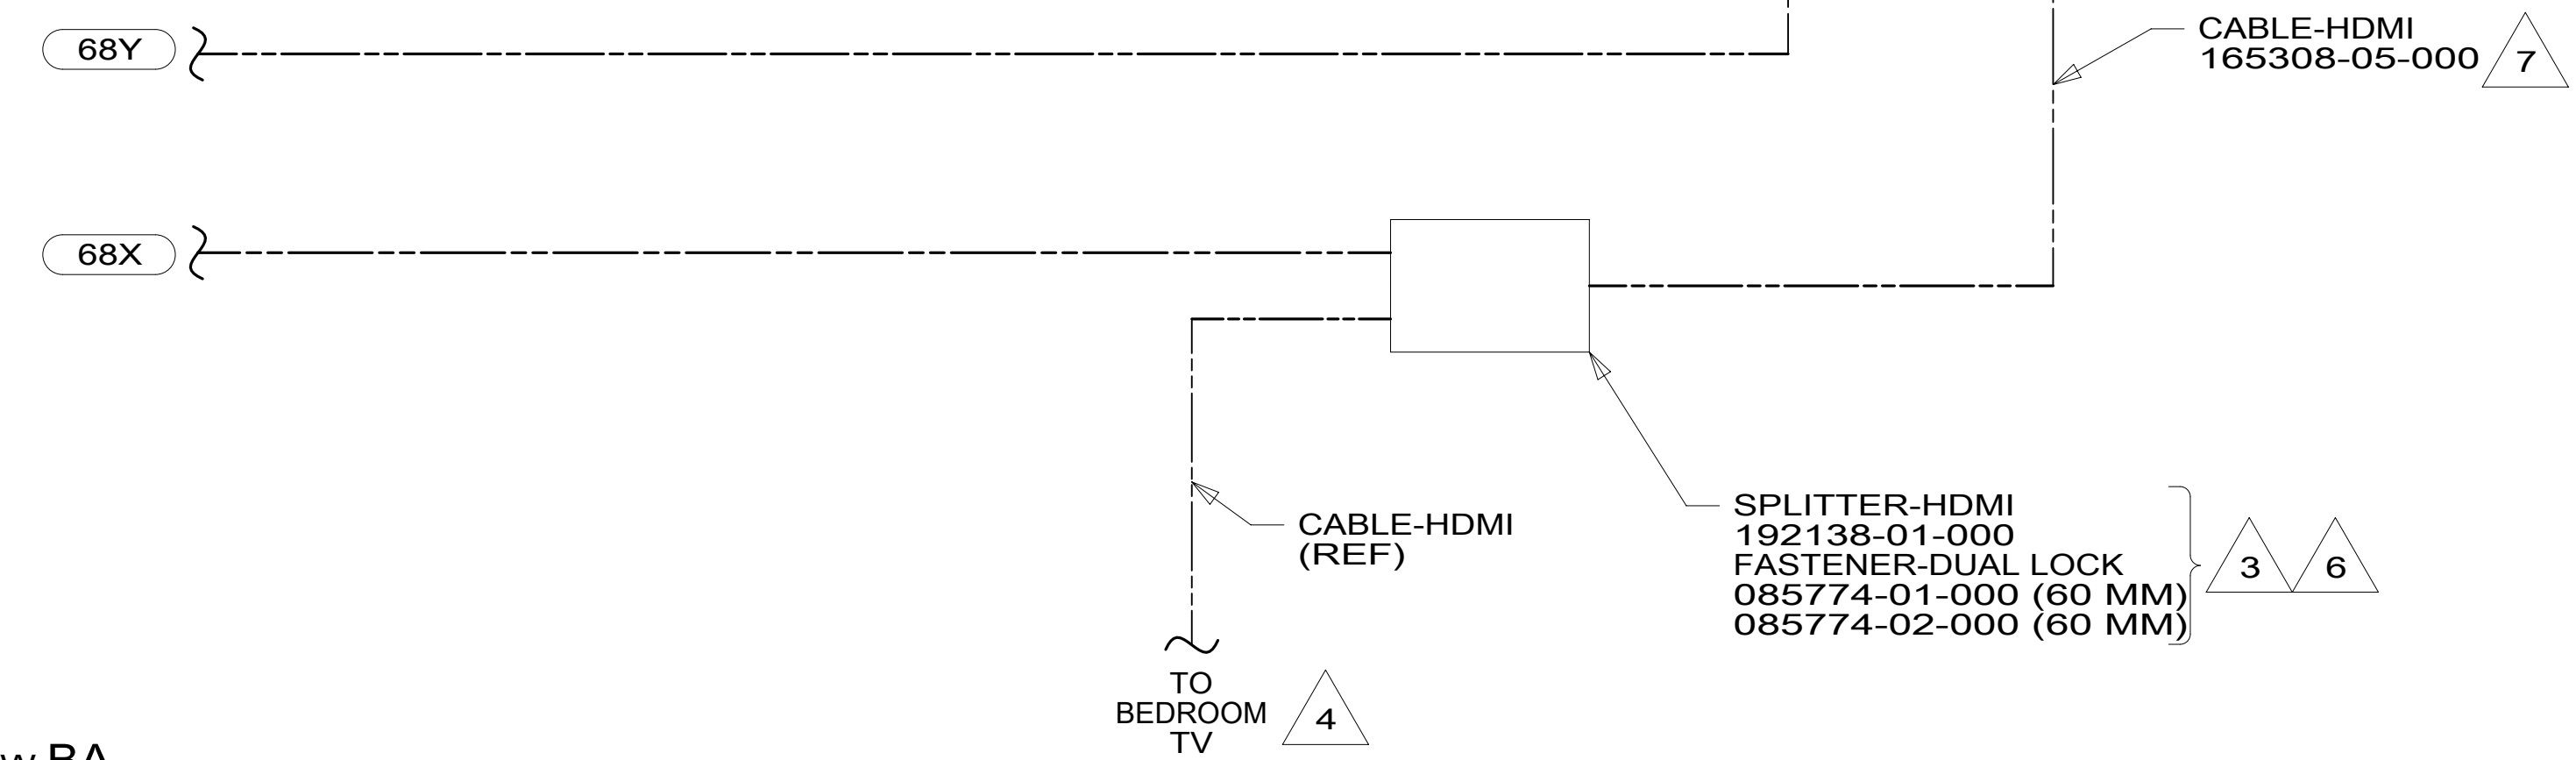 68Y
CABLE-HDMI
165308-05-000
7
68X
SPLITTER-HDMI
192138-01-000
FASTENER-DUAL LOCK
085774-01-000 (60 MM)
085774-02-000 (60 MM)
3
6
CABLE-HDMI
(REF)
TO
BEDROOM
TV
4
w BA